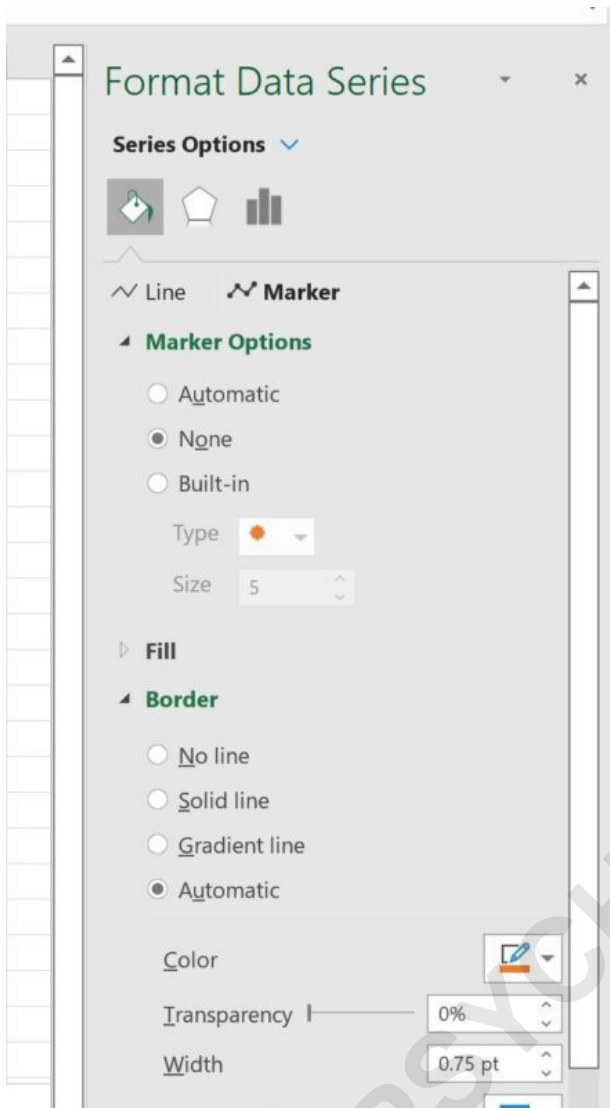 Format Data Series
Series Options
Line Marker
Marker Options
Automatic
None
Built-in
Type
Size 5
Fill
Border
No line
Solid line
Gradient line
Automatic
Color
Transparency 0%
Width 0.75 pt